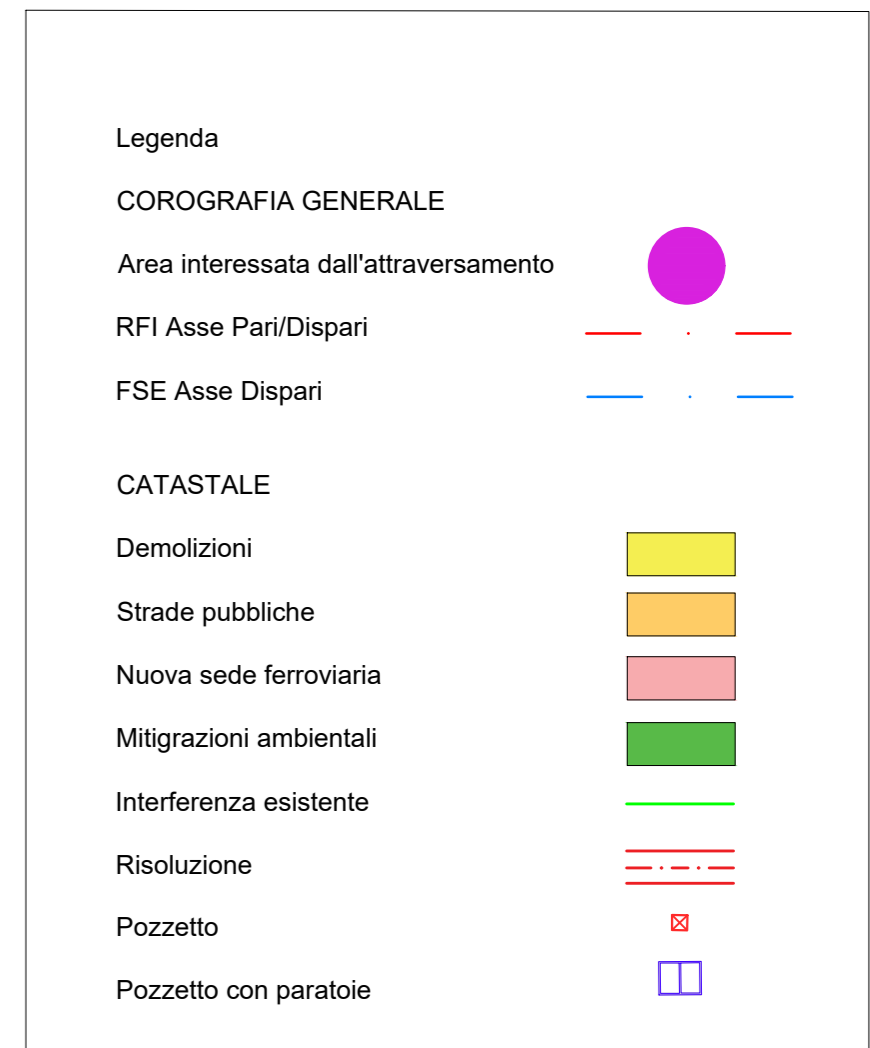 Legenda
COROGRAFIA GENERALE
Area interessata dall'attraversamento
RFI Asse Pari/Dispari
FSE Asse Dispari
CATASTALE
Demolizioni
Strade pubbliche
Nuova sede ferroviaria
Mitigrazioni ambientali
Interferenza esistente
Risoluzione
Pozzetto
Pozzetto con paratoie